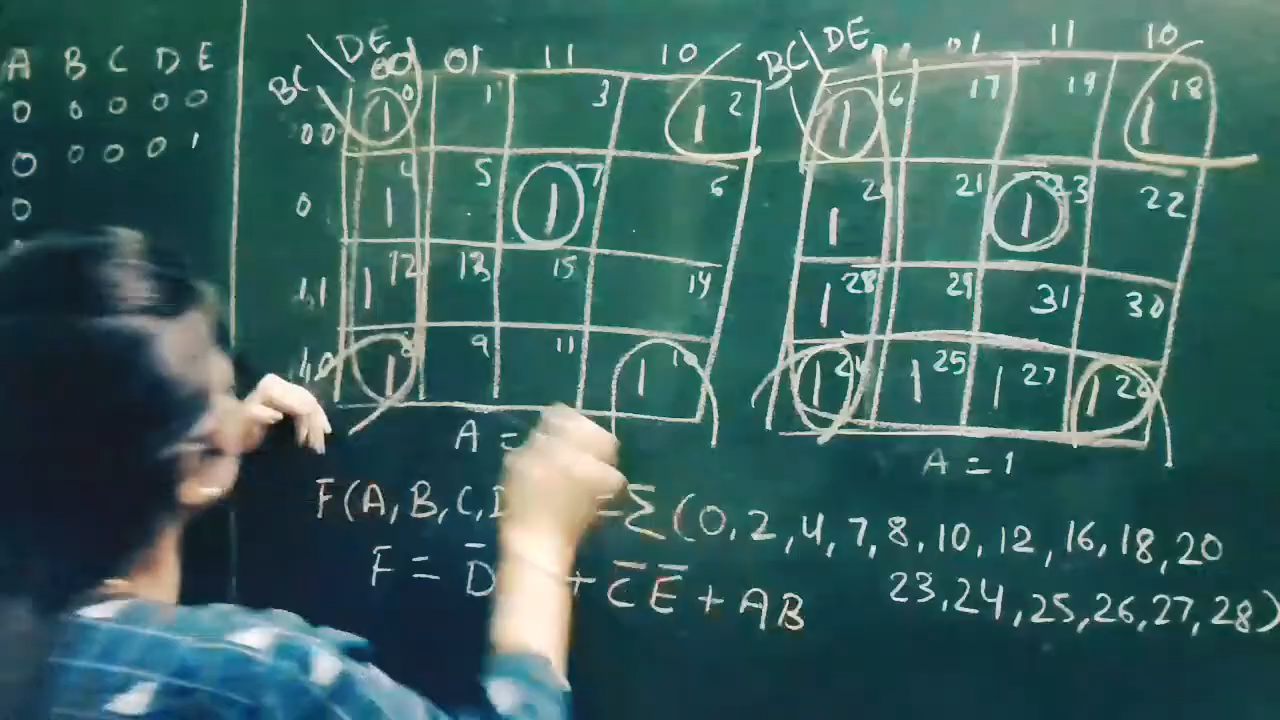 A B C D E
0 0 0 0 0
0 0 0 0 1
0
DE
BC
00 01 11 10
00 1 0 1 3 1 2
0 1 4 5 1 7 6
11 1 12 13 15 14
10 1 8 9 11 1
A =
DE
BC
01 11 10
1 6 17 19 1 18
1 20 21 1 23 22
1 28 29 31 30
1 24 1 25 1 27 1 26
A = 1
F(A,B,C,D = Σ(0,2,4,7,8,10,12,16,18,20
23,24,25,26,27,28)
F = D̄ + C̄ Ē + AB